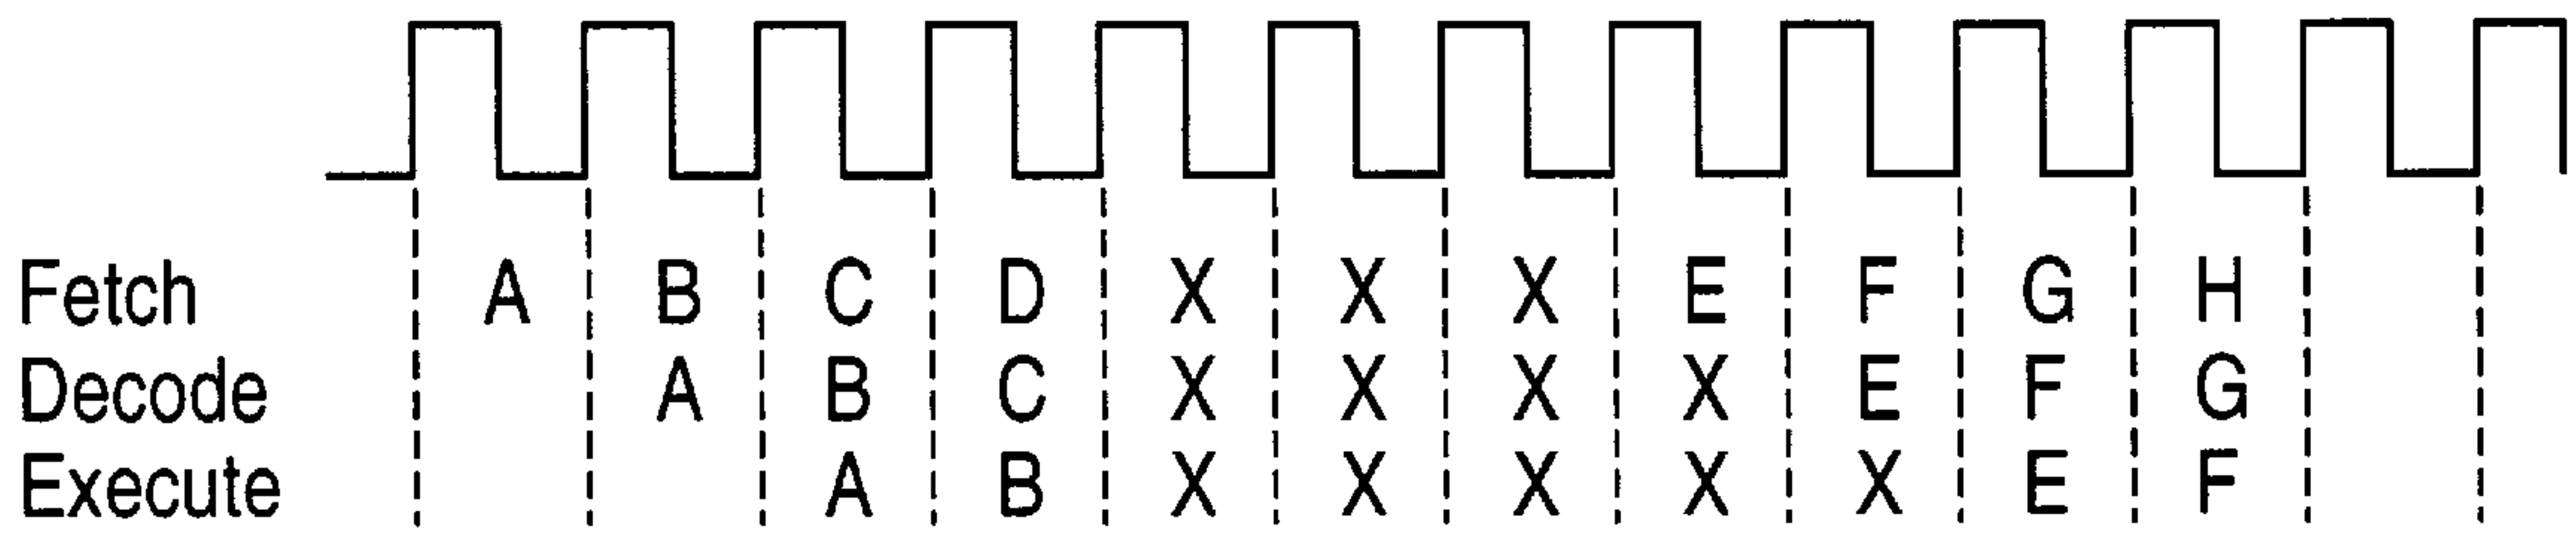 Fetch A B C D X X X E F G H
Decode A B C X X X X E F G
Execute A B X X X X X E F